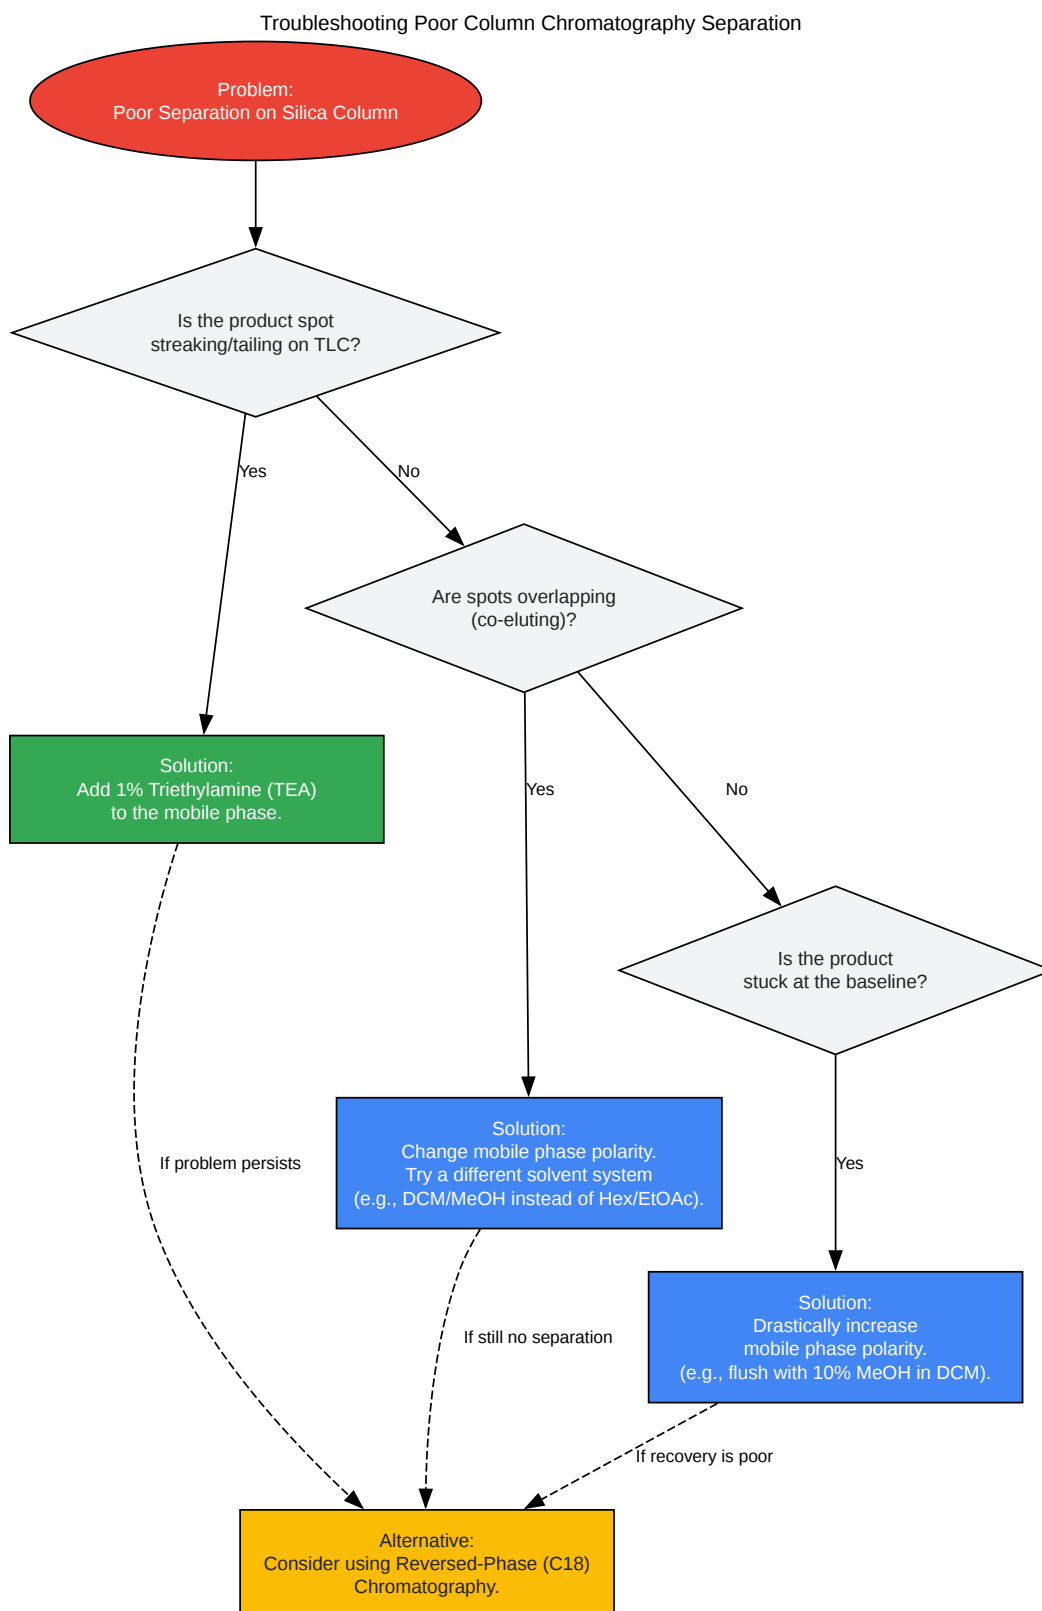 Troubleshooting Poor Column Chromatography Separation
Problem:
Poor Separation on Silica Column
Is the product spot
streaking/tailing on TLC?
Yes
No
Are spots overlapping
(co-eluting)?
Solution:
Add 1% Triethylamine (TEA)
to the mobile phase.
Yes
No
Is the product
stuck at the baseline?
Solution:
Change mobile phase polarity.
Try a different solvent system
(e.g., DCM/MeOH instead of Hex/EtOAc).
If problem persists
Yes
Solution:
Drastically increase
mobile phase polarity.
(e.g., flush with 10% MeOH in DCM).
If still no separation
If recovery is poor
Alternative:
Consider using Reversed-Phase (C18)
Chromatography.